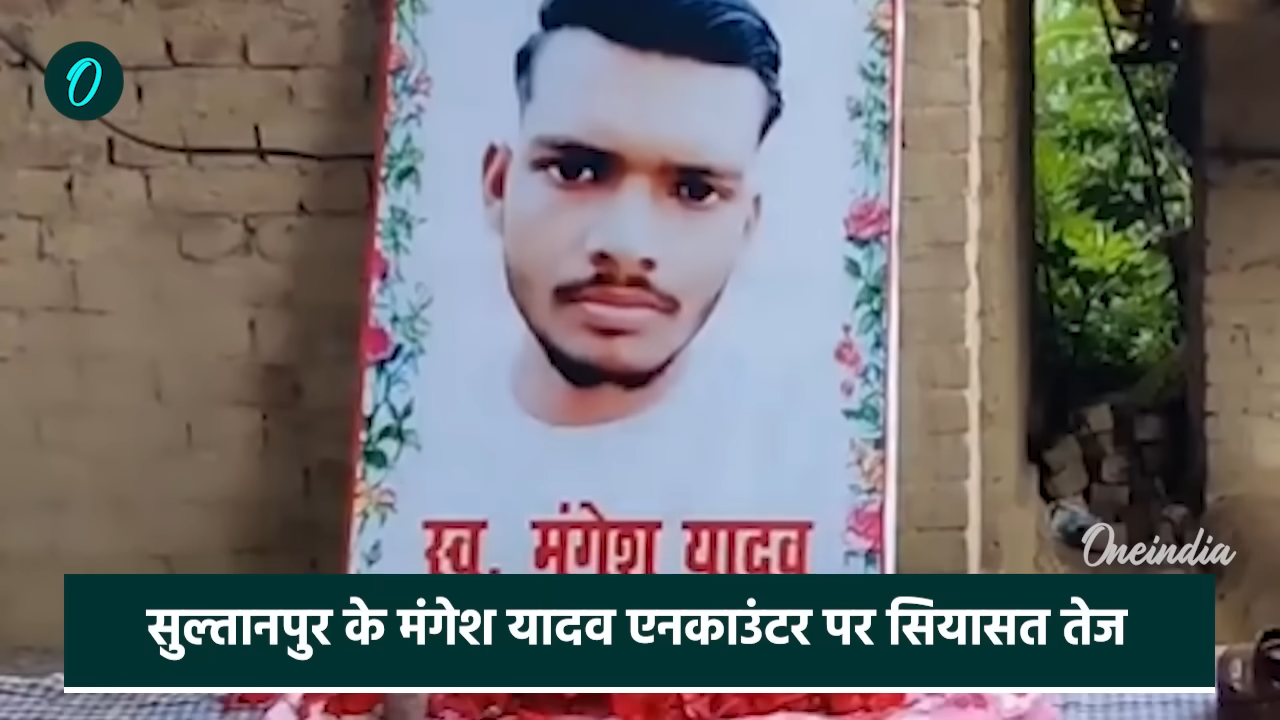 स्व. मंगेश यादव
Oneindia
सुल्तानपुर के मंगेश यादव एनकाउंटर पर सियासत तेज